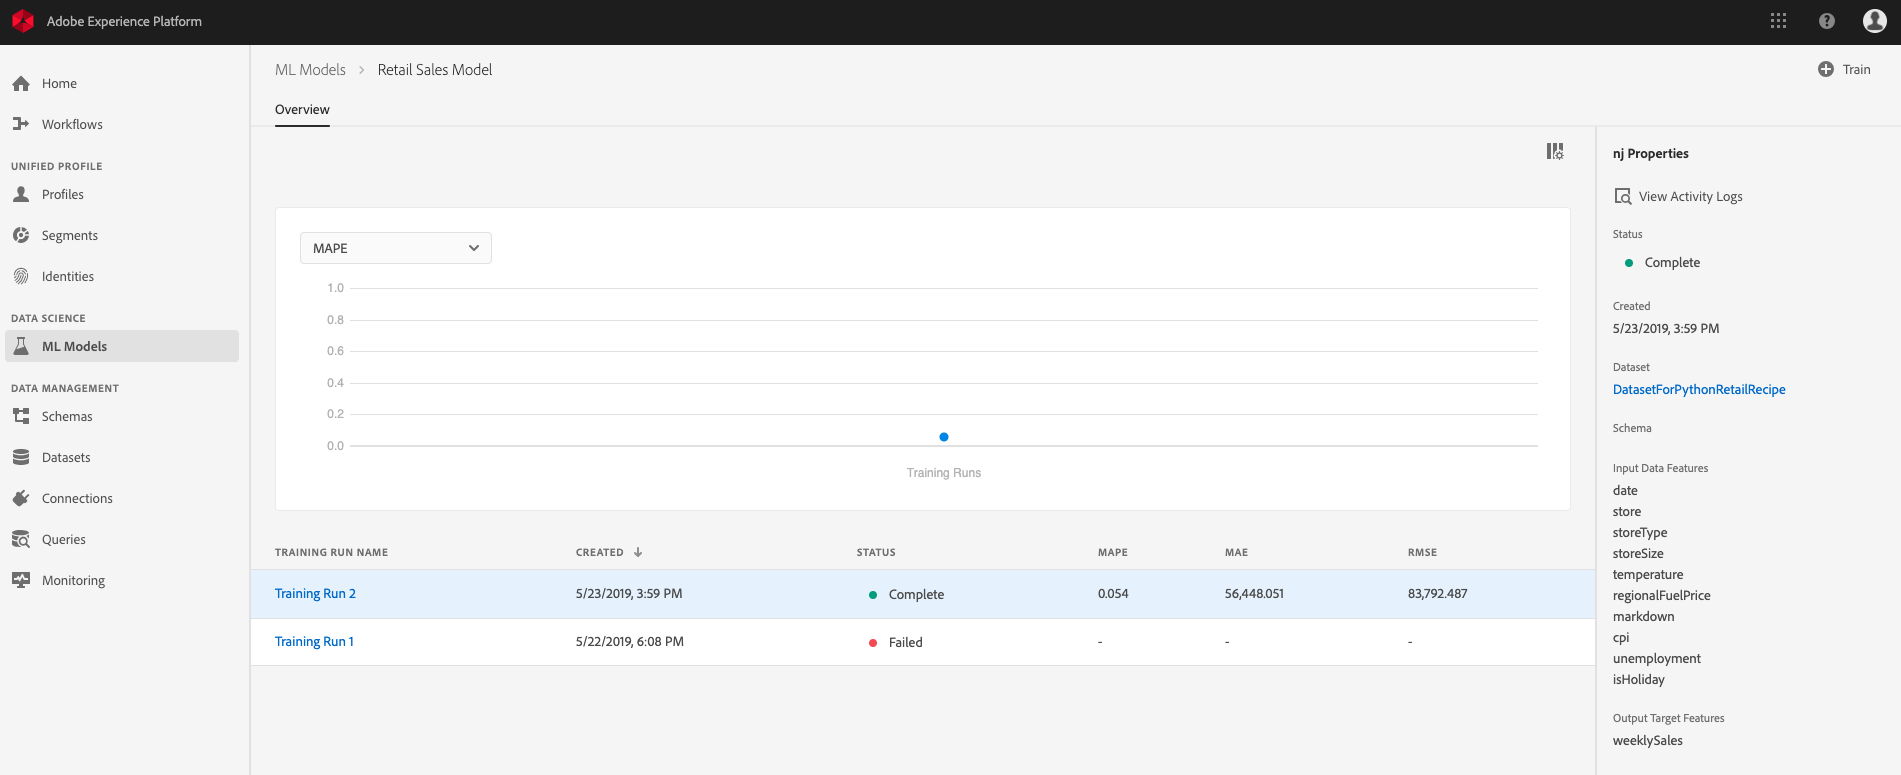 Adobe Experience Platform
Home
Workflows
UNIFIED PROFILE
Profiles
Segments
Identities
DATA SCIENCE
ML Models
DATA MANAGEMENT
Schemas
Datasets
Connections
Queries
Monitoring
ML Models > Retail Sales Model
Train
Overview
MAPE
1.0
0.8
0.6
0.4
0.2
0.0
Training Runs
TRAINING RUN NAME CREATED ↓ STATUS MAPE MAE RMSE
Training Run 2 5/23/2019, 3:59 PM Complete 0.054 56,448.051 83,792.487
Training Run 1 5/22/2019, 6:08 PM Failed - - -
nj Properties
View Activity Logs
Status
Complete
Created
5/23/2019, 3:59 PM
Dataset
DatasetForPythonRetailRecipe
Schema
Input Data Features
date
store
storeType
storeSize
temperature
regionalFuelPrice
markdown
cpi
unemployment
isHoliday
Output Target Features
weeklySales